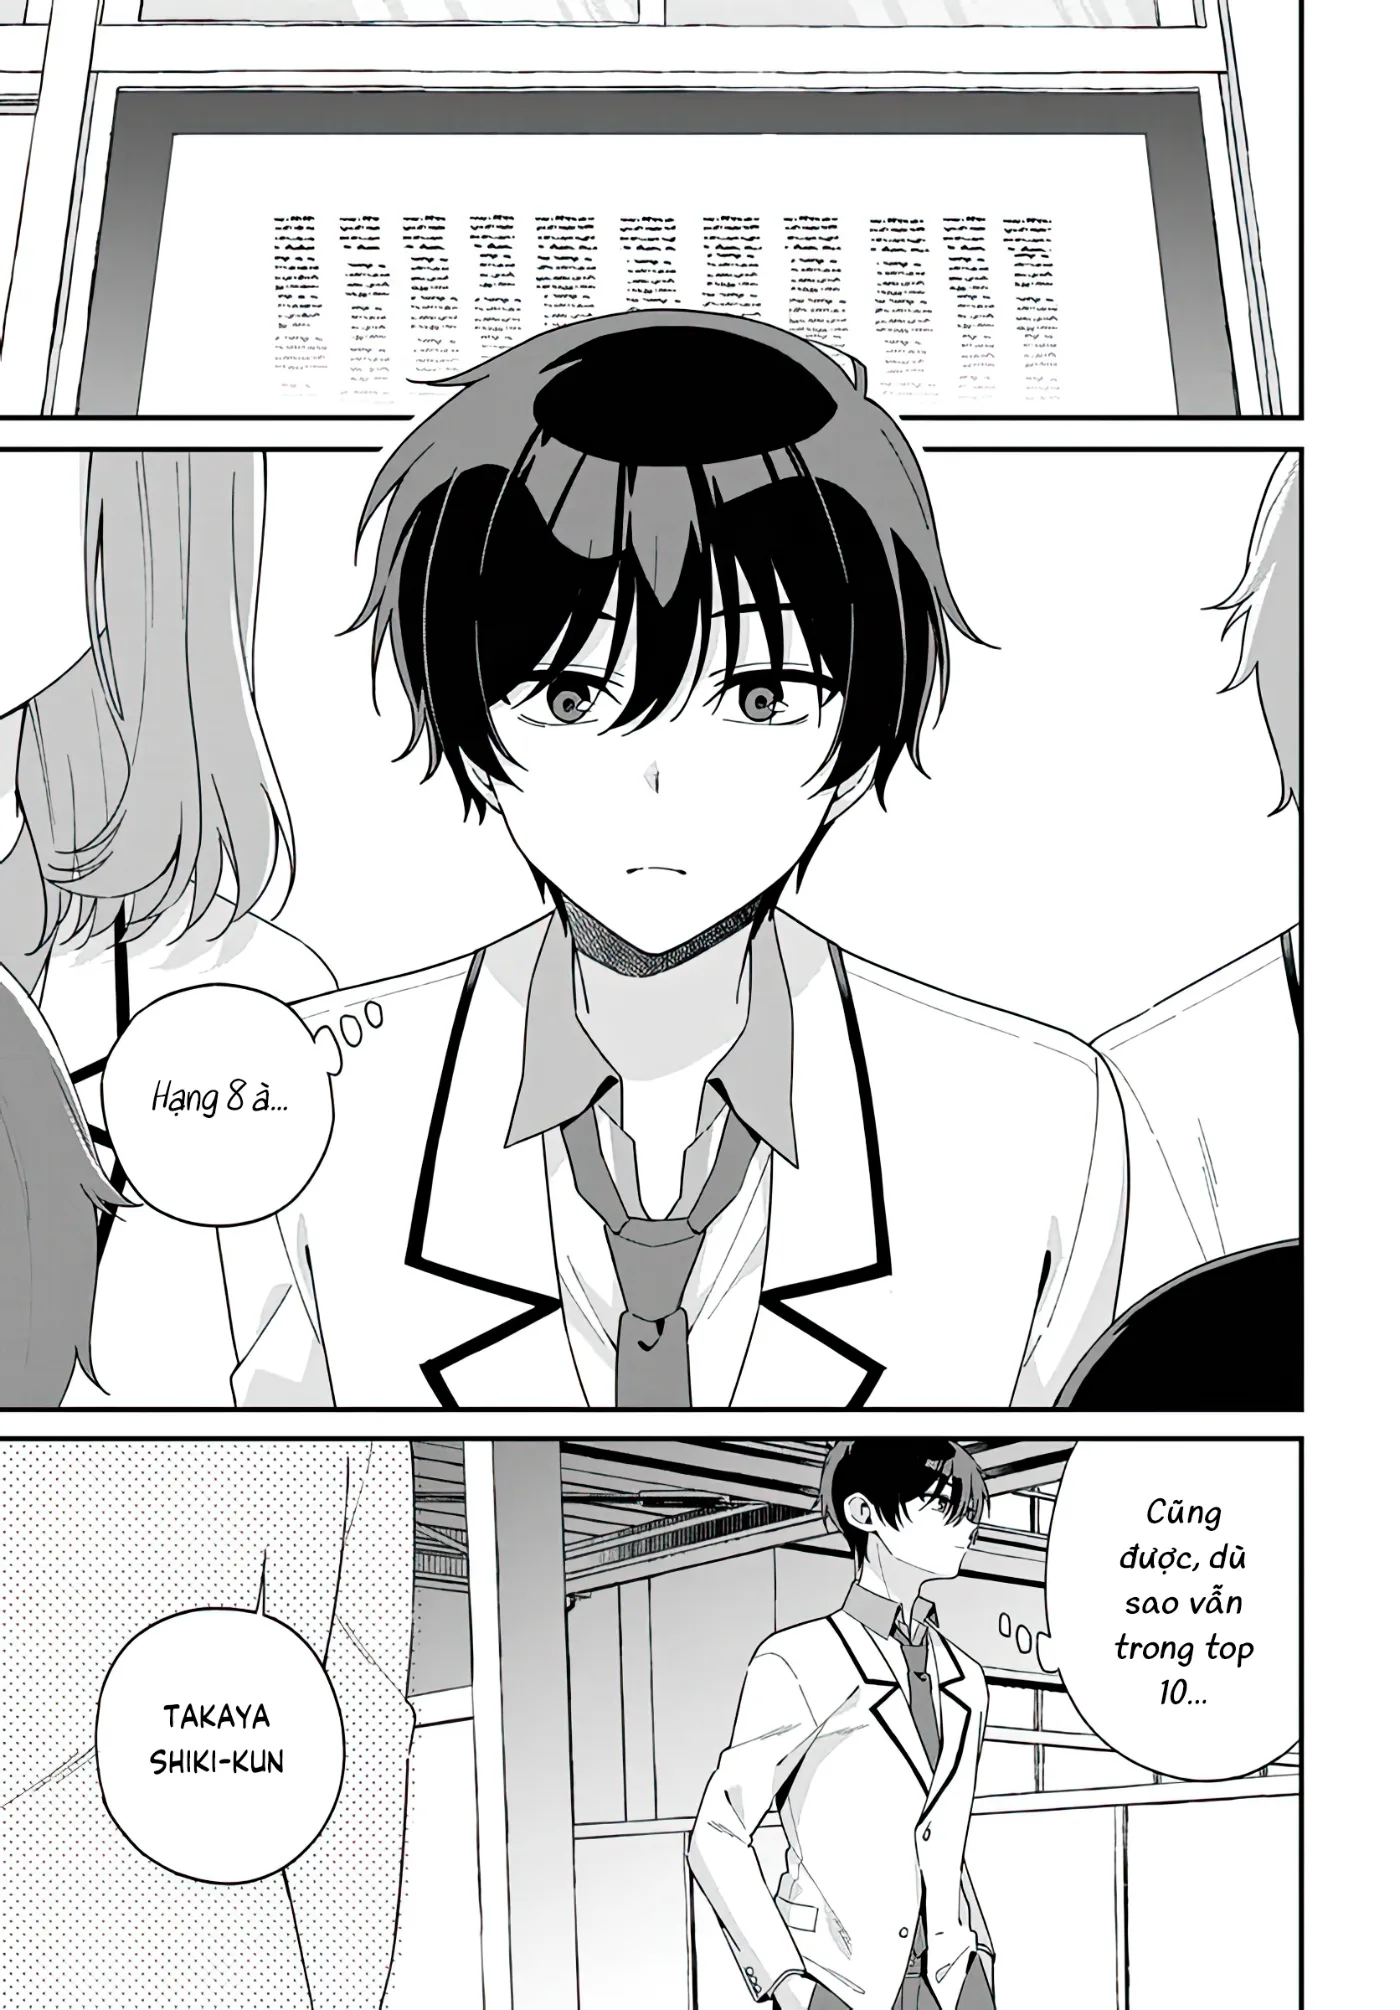 Hạng 8 à...
Cũng
được, dù
sao vẫn
trong top
10...
TAKAYA
SHIKI-KUN